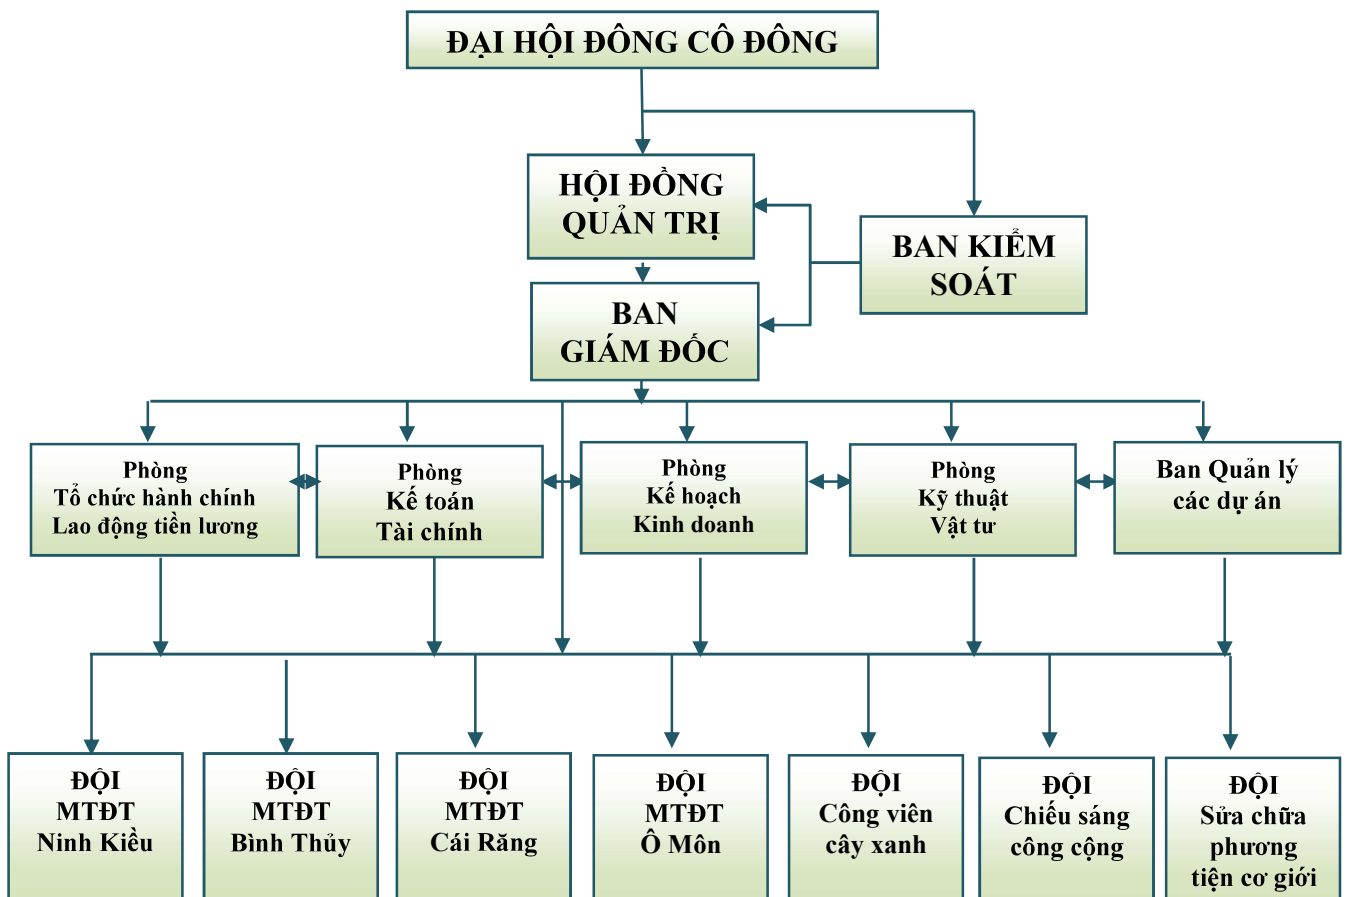 ĐẠI HỘI ĐÔNG CÔ ĐÔNG
HỘI ĐỒNG
QUẢN TRỊ
BAN KIỂM
SOÁT
BAN
GIÁM ĐỐC
Phòng
Tổ chức hành chính
Lao động tiền lương
Phòng
Kế toán
Tài chính
Phòng
Kế hoạch
Kinh doanh
Phòng
Kỹ thuật
Vật tư
Ban Quản lý
các dự án
ĐỘI
MTĐT
Ninh Kiều
ĐỘI
MTĐT
Bình Thủy
ĐỘI
MTĐT
Cái Răng
ĐỘI
MTĐT
Ô Môn
ĐỘI
Công viên
cây xanh
ĐỘI
Chiếu sáng
công cộng
ĐỘI
Sửa chữa
phương
tiện cơ giới